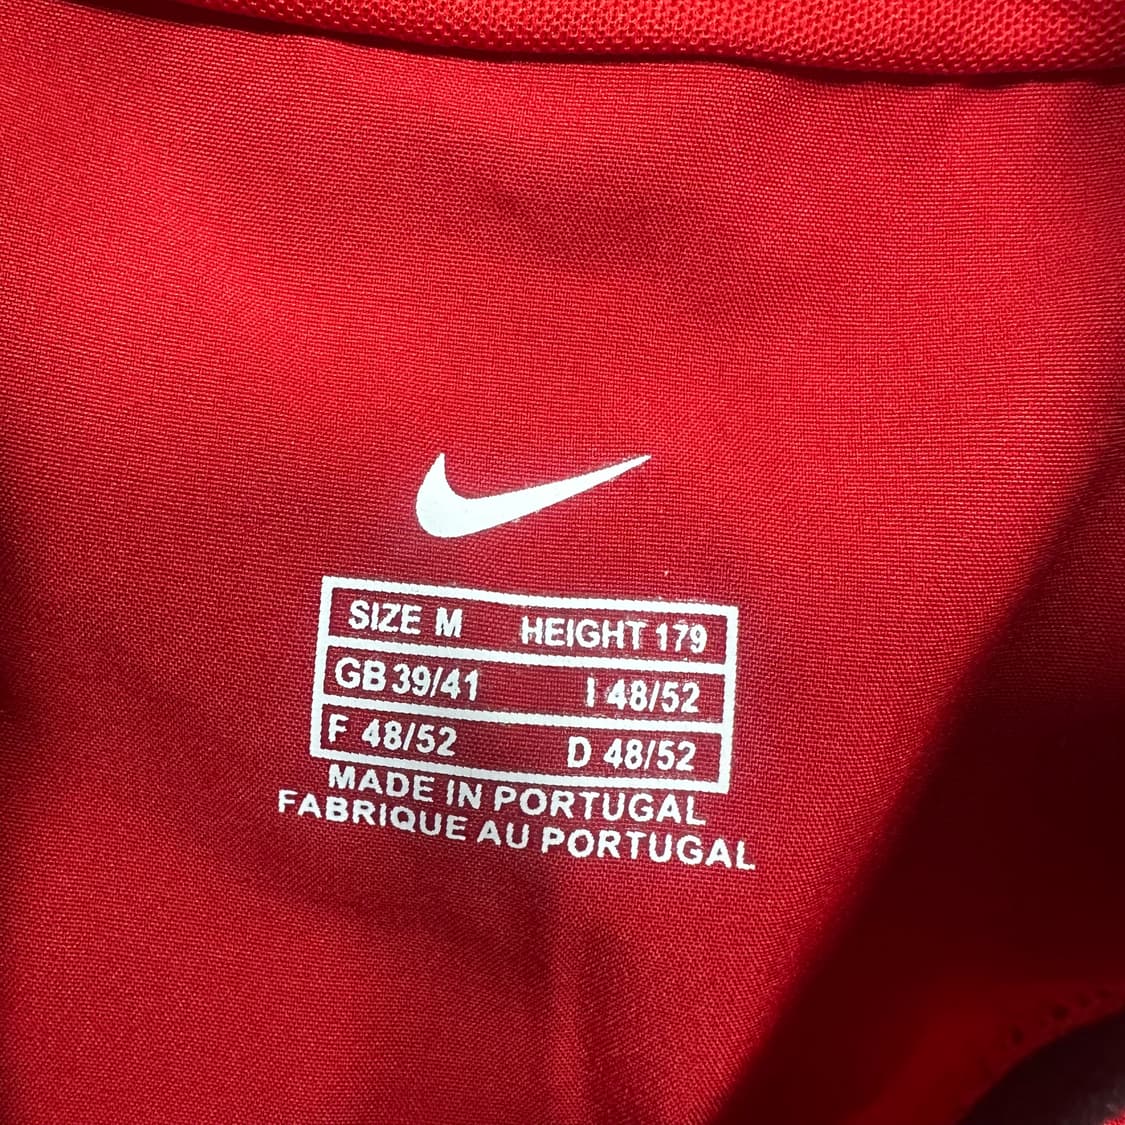 SIZE M HEIGHT 179
GB 39/41 I 48/52
F 48/52 D 48/52
MADE IN PORTUGAL
FABRIQUE AU PORTUGAL